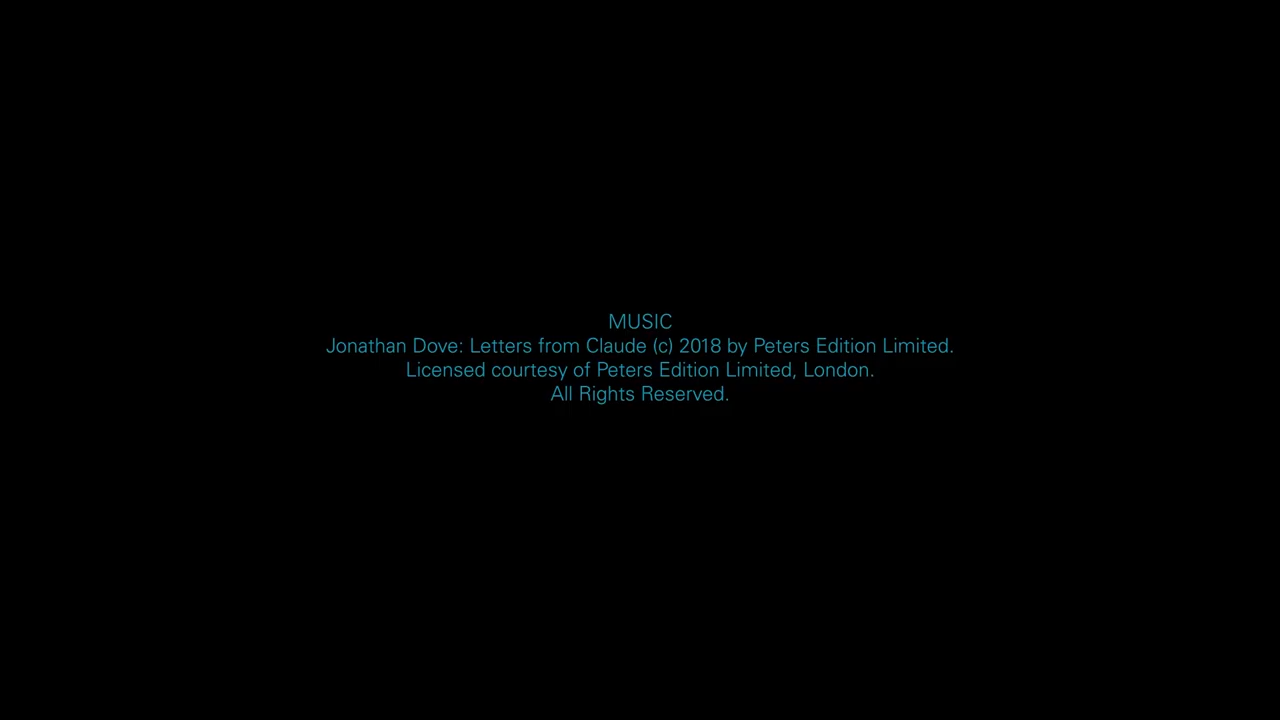 MUSIC
Jonathan Dove: Letters from Claude (c) 2018 by Peters Edition Limited.
Licensed courtesy of Peters Edition Limited, London.
All Rights Reserved.